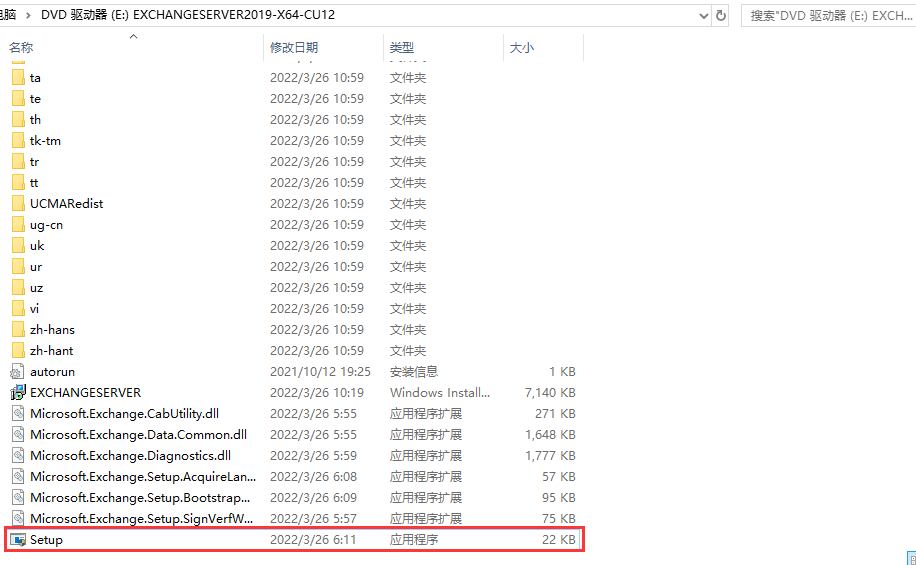 电脑 › DVD 驱动器 (E:) EXCHANGESERVER2019-X64-CU12 搜索"DVD 驱动器 (E:) EXCH...
名称 修改日期 类型 大小
ta 2022/3/26 10:59 文件夹
te 2022/3/26 10:59 文件夹
th 2022/3/26 10:59 文件夹
tk-tm 2022/3/26 10:59 文件夹
tr 2022/3/26 10:59 文件夹
tt 2022/3/26 10:59 文件夹
UCMARedist 2022/3/26 10:59 文件夹
ug-cn 2022/3/26 10:59 文件夹
uk 2022/3/26 10:59 文件夹
ur 2022/3/26 10:59 文件夹
uz 2022/3/26 10:59 文件夹
vi 2022/3/26 10:59 文件夹
zh-hans 2022/3/26 10:59 文件夹
zh-hant 2022/3/26 10:59 文件夹
autorun 2021/10/12 19:25 安装信息 1 KB
EXCHANGESERVER 2022/3/26 10:19 Windows Install... 7,140 KB
Microsoft.Exchange.CabUtility.dll 2022/3/26 5:55 应用程序扩展 271 KB
Microsoft.Exchange.Data.Common.dll 2022/3/26 5:55 应用程序扩展 1,648 KB
Microsoft.Exchange.Diagnostics.dll 2022/3/26 5:59 应用程序扩展 1,777 KB
Microsoft.Exchange.Setup.AcquireLan... 2022/3/26 6:08 应用程序扩展 57 KB
Microsoft.Exchange.Setup.Bootstrap... 2022/3/26 6:09 应用程序扩展 95 KB
Microsoft.Exchange.Setup.SignVerfW... 2022/3/26 5:57 应用程序扩展 75 KB
Setup 2022/3/26 6:11 应用程序 22 KB